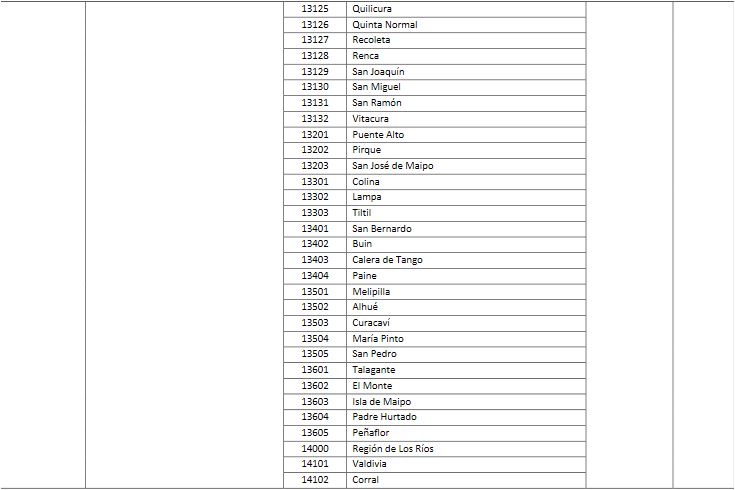 13125 Quilicura
13126 Quinta Normal
13127 Recoleta
13128 Renca
13129 San Joaquín
13130 San Miguel
13131 San Ramón
13132 Vitacura
13201 Puente Alto
13202 Pirque
13203 San José de Maipo
13301 Colina
13302 Lampa
13303 Tiltil
13401 San Bernardo
13402 Buin
13403 Calera de Tango
13404 Paine
13501 Melipilla
13502 Alhué
13503 Curacaví
13504 María Pinto
13505 San Pedro
13601 Talagante
13602 El Monte
13603 Isla de Maipo
13604 Padre Hurtado
13605 Peñaflor
14000 Región de Los Ríos
14101 Valdivia
14102 Corral